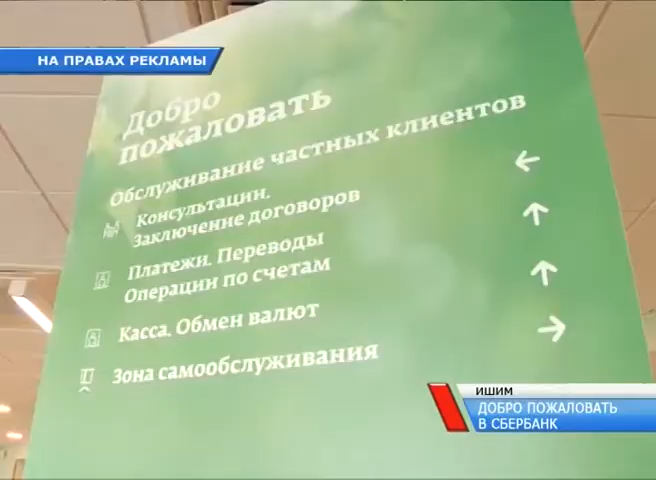 НА ПРАВАХ РЕКЛАМЫ
Добро
пожаловать
Обслуживание частных клиентов
Консультации.
Заключение договоров
Платежи. Переводы
Операции по счетам
Касса. Обмен валют
Зона самообслуживания
ИШИМ
ДОБРО ПОЖАЛОВАТЬ
В СБЕРБАНК